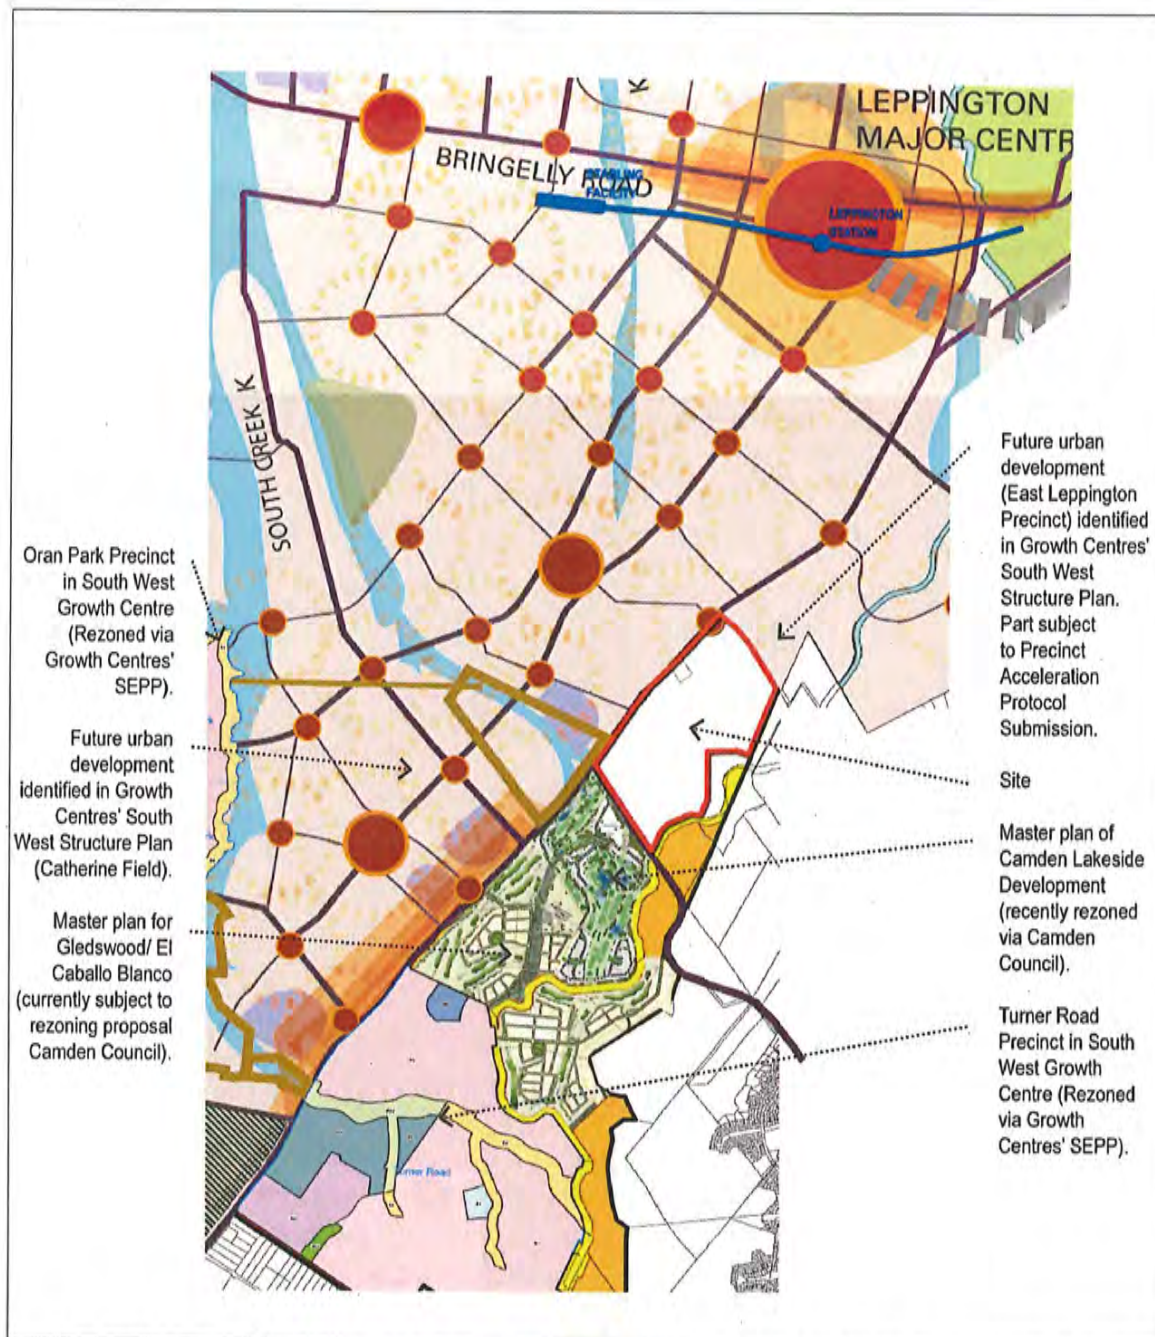 LEPPINGTON
MAJOR CENTR
K
BRINGELLY ROAD
STABLING
FACILITY
LEPPINGTON
STATION
SOUTH CREEK K
Future urban
development
(East Leppington
Precinct) identified
in Growth Centres'
South West
Structure Plan.
Part subject
to Precinct
Acceleration
Protocol
Submission.
Site
Master plan of
Camden Lakeside
Development
(recently rezoned
via Camden
Council).
Turner Road
Precinct in South
West Growth
Centre (Rezoned
via Growth
Centres' SEPP).
Oran Park Precinct
in South West
Growth Centre
(Rezoned via
Growth Centres'
SEPP).
Future urban
development
identified in Growth
Centres' South
West Structure Plan
(Catherine Field).
Master plan for
Gledswood/ El
Caballo Blanco
(currently subject to
rezoning proposal
Camden Council).
Turner Road